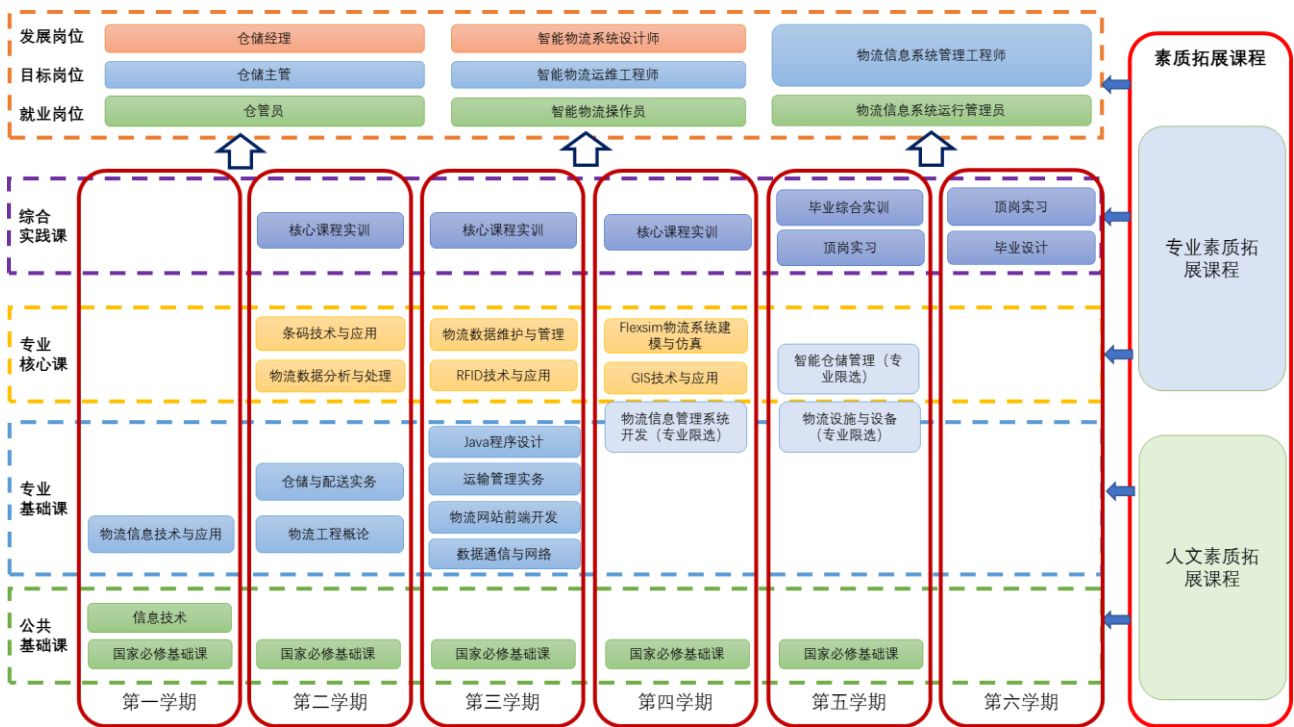 发展岗位
仓储经理
智能物流系统设计师
物流信息系统管理工程师
目标岗位
仓储主管
智能物流运维工程师
就业岗位
仓管员
智能物流操作员
物流信息系统运行管理员
综合
实践课
核心课程实训
核心课程实训
核心课程实训
毕业综合实训
顶岗实习
顶岗实习
毕业设计
专业
核心课
条码技术与应用
物流数据分析与处理
物流数据维护与管理
RFID技术与应用
Flexsim物流系统建
模与仿真
GIS技术与应用
智能仓储管理（专
业限选）
专业
基础课
物流信息技术与应用
仓储与配送实务
物流工程概论
Java程序设计
运输管理实务
物流网站前端开发
数据通信与网络
物流信息管理系统
开发（专业限选）
物流设施与设备
（专业限选）
公共
基础课
信息技术
国家必修基础课
国家必修基础课
国家必修基础课
国家必修基础课
国家必修基础课
第一学期
第二学期
第三学期
第四学期
第五学期
第六学期
素质拓展课程
专业素质拓
展课程
人文素质拓
展课程